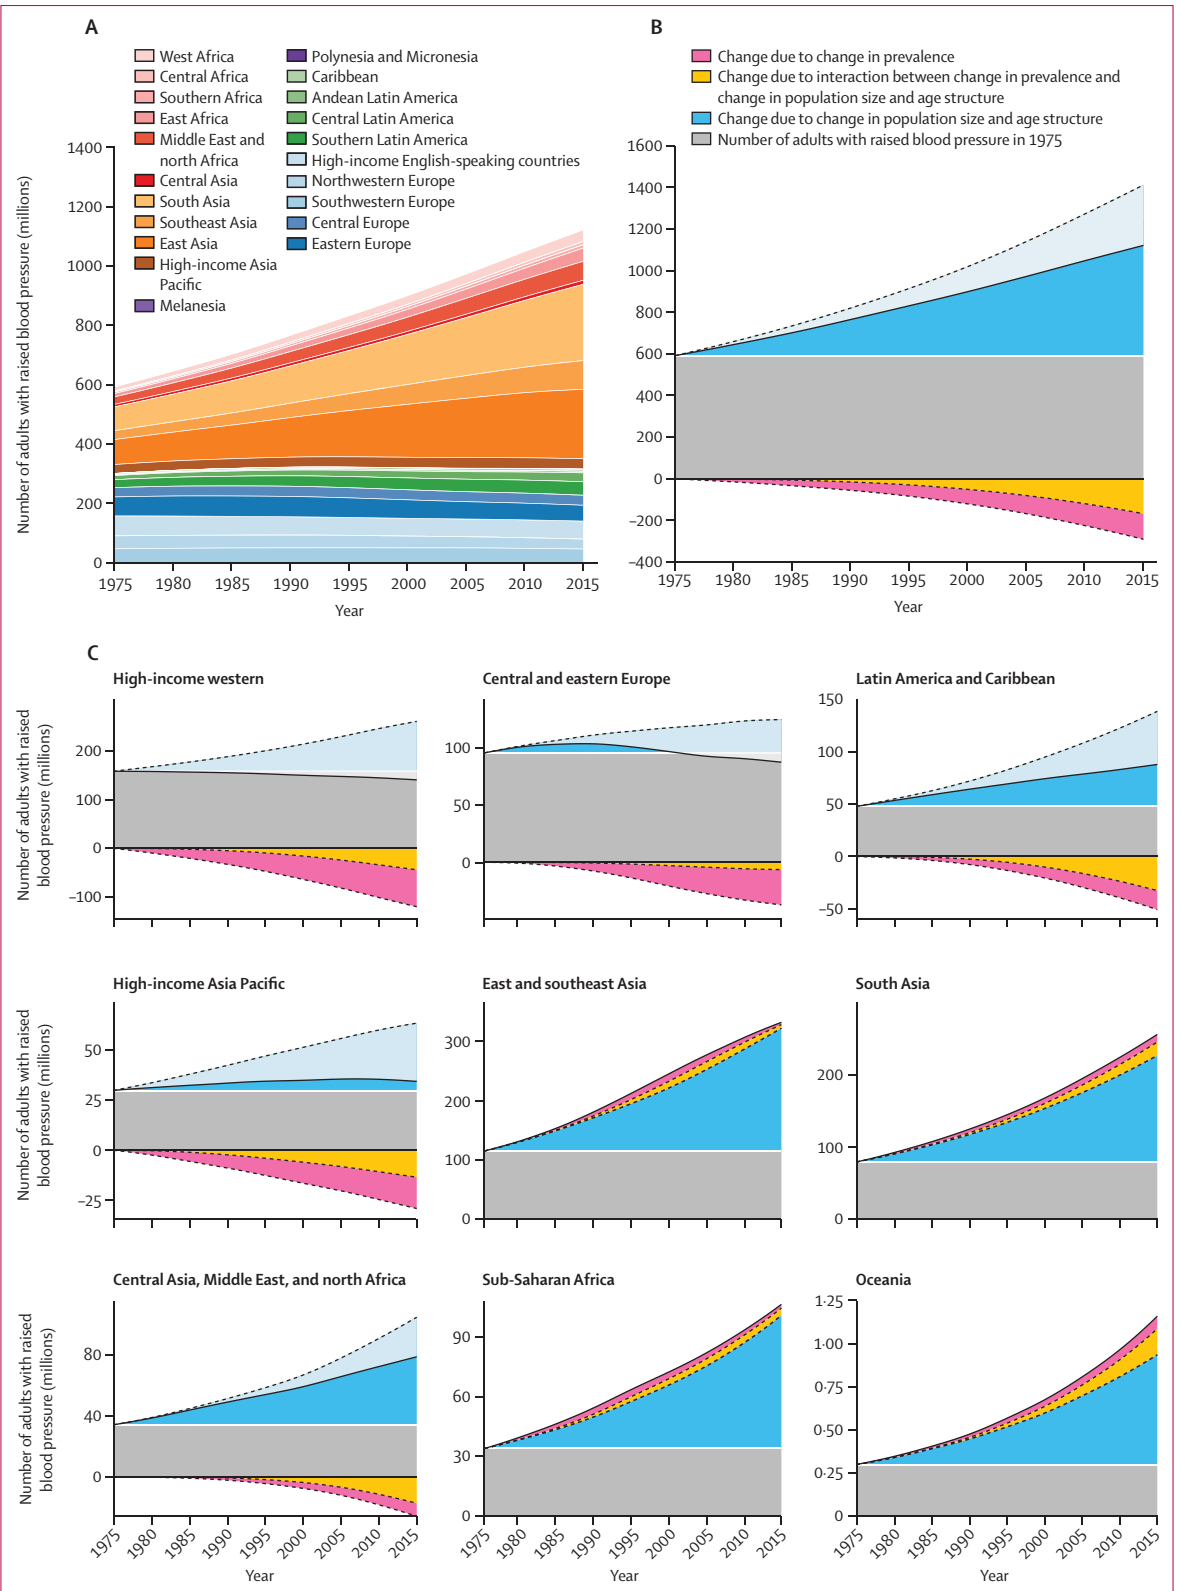 A
West Africa
Central Africa
Southern Africa
East Africa
Middle East and
north Africa
Central Asia
South Asia
Southeast Asia
East Asia
High-income Asia
Pacific
Melanesia
Polynesia and Micronesia
Caribbean
Andean Latin America
Central Latin America
Southern Latin America
High-income English-speaking countries
Northwestern Europe
Southwestern Europe
Central Europe
Eastern Europe
Number of adults with raised blood pressure (millions)
1400
1200
1000
800
600
400
200
0
1975 1980 1985 1990 1995 2000 2005 2010 2015
Year
B
Change due to change in prevalence
Change due to interaction between change in prevalence and
change in population size and age structure
Change due to change in population size and age structure
Number of adults with raised blood pressure in 1975
1600
1400
1200
1000
800
600
400
200
0
–200
–400
1975 1980 1985 1990 1995 2000 2005 2010 2015
Year
C
High-income western
Number of adults with raised
blood pressure (millions)
200
100
0
–100
Central and eastern Europe
100
50
0
Latin America and Caribbean
150
100
50
0
–50
High-income Asia Pacific
Number of adults with raised
blood pressure (millions)
50
25
0
–25
East and southeast Asia
300
200
100
0
South Asia
200
100
0
Central Asia, Middle East, and north Africa
Number of adults with raised
blood pressure (millions)
80
40
0
1975 1980 1985 1990 1995 2000 2005 2010 2015
Year
Sub-Saharan Africa
90
60
30
0
1975 1980 1985 1990 1995 2000 2005 2010 2015
Year
Oceania
1·25
1·00
0·75
0·50
0·25
0
1975 1980 1985 1990 1995 2000 2005 2010 2015
Year